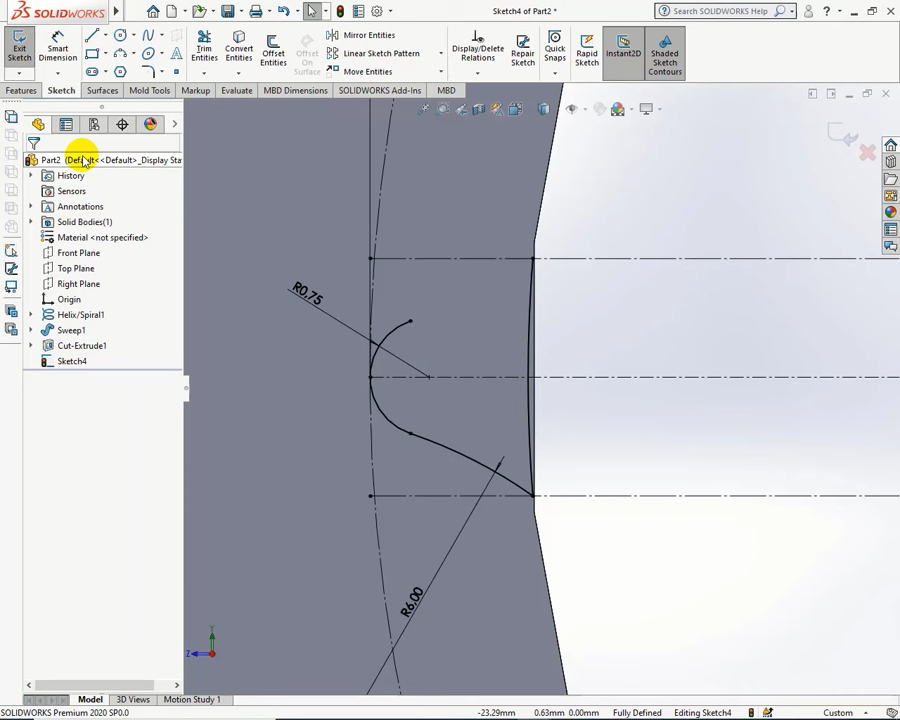 SOLIDWORKS
Sketch4 of Part2 *
Search SOLIDWORKS Help
Exit Sketch
Smart Dimension
Trim Entities
Convert Entities
Offset Entities
Offset On Surface
Mirror Entities
Linear Sketch Pattern
Move Entities
Display/Delete Relations
Repair Sketch
Quick Snaps
Rapid Sketch
Instant2D
Shaded Sketch Contours
Features
Sketch
Surfaces
Mold Tools
Markup
Evaluate
MBD Dimensions
SOLIDWORKS Add-Ins
MBD
Part2 (Default<<Default>_Display Sta
History
Sensors
Annotations
Solid Bodies(1)
Material <not specified>
Front Plane
Top Plane
Right Plane
Origin
Helix/Spiral1
Sweep1
Cut-Extrude1
Sketch4
R0,75
R6,00
Y
Z
Model
3D Views
Motion Study 1
SOLIDWORKS Premium 2020 SP0.0
-23.29mm
0.63mm
0.00mm
Fully Defined
Editing Sketch4
Custom